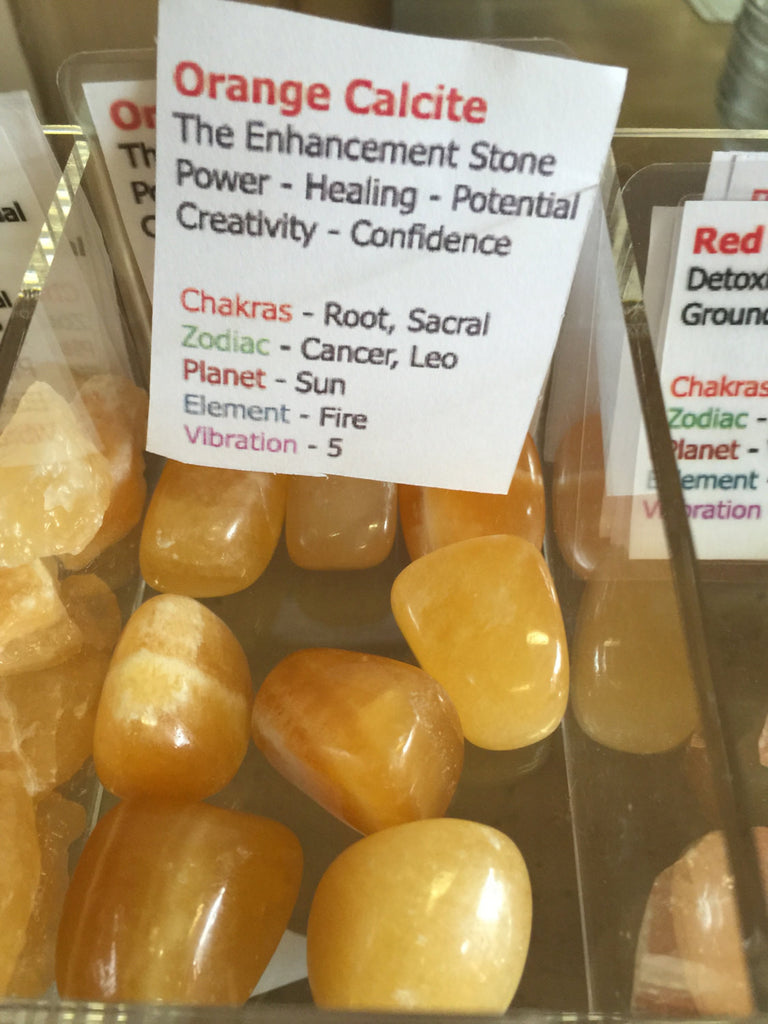 Orange Calcite
The Enhancement Stone
Power - Healing - Potential
Creativity - Confidence
Chakras - Root, Sacral
Zodiac - Cancer, Leo
Planet - Sun
Element - Fire
Vibration - 5
Red
Chakras
Zodiac -
Planet -
Element -
Vibration